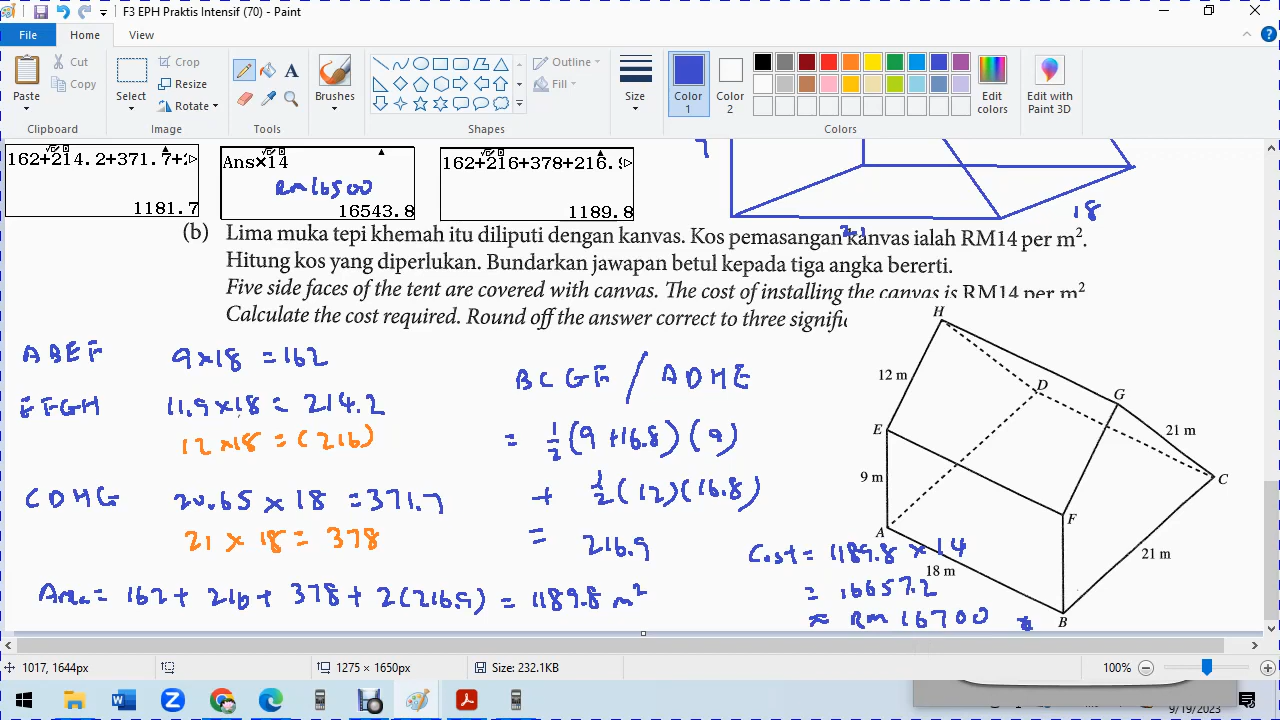 F3 EPH Praktis Intensif (70) - Paint
File Home View
Paste Cut Copy Clipboard
Select Crop Resize Rotate Image
Tools
Brushes
Outline Fill Shapes
Size
Color 1 Color 2 Edit colors Colors
Edit with Paint 3D
162+214.2+371.7+
1181.7
Ans×14
RM16500
16543.8
162+216+378+216.9
1189.8
9
21
18
(b) Lima muka tepi khemah itu diliputi dengan kanvas. Kos pemasangan kanvas ialah RM14 per m².
Hitung kos yang diperlukan. Bundarkan jawapan betul kepada tiga angka bererti.
Five side faces of the tent are covered with canvas. The cost of installing the canvas is RM14 per m²
Calculate the cost required. Round off the answer correct to three signific
ABEF 9×18 = 162
EFGH 11.9×18 = 214.2
12×18 = (216)
CDHG 20.65 × 18 = 371.7
21 × 18 = 378
BCGF / ADHE
= ½(9+16.8)(9)
+ ½(12)(16.8)
= 216.9
Area = 162 + 216 + 378 + 2(216.9) = 1189.8 m²
Cost = 1189.8 × 14
= 16657.2
≈ RM 16700
H
12 m
D
G
E
21 m
9 m
C
F
A
21 m
18 m
B
1017, 1644px
1275 × 1650px
Size: 232.1KB
100%
9/19/2023